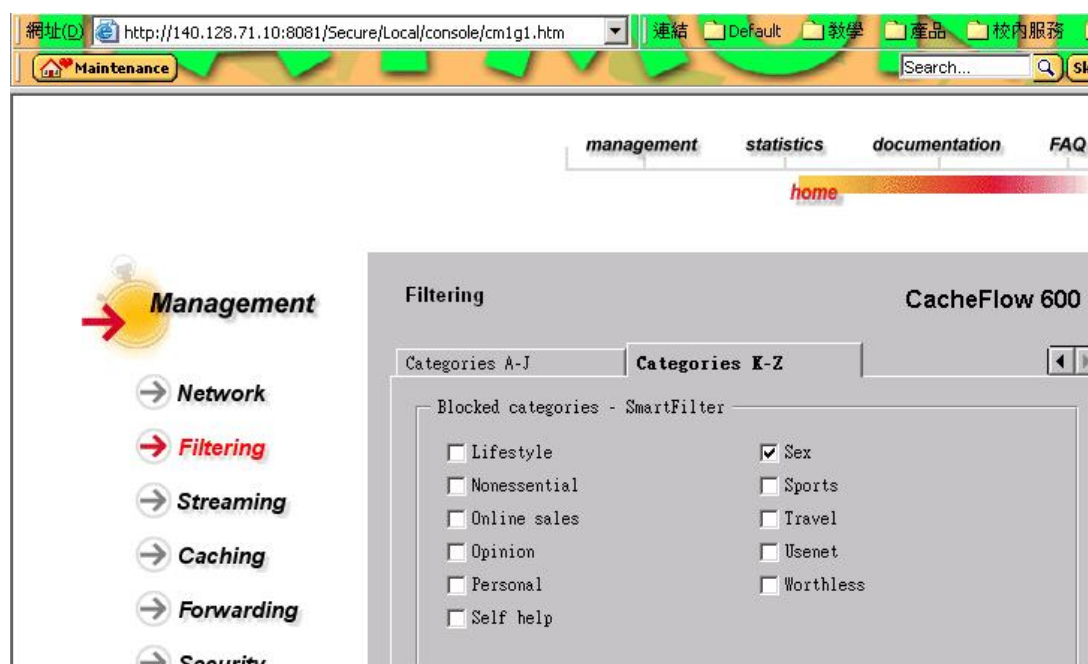 網址(D) http://140.128.71.10:8081/Secure/Local/console/cm1g1.htm 連結 Default 教學 產品 校內服務
Maintenance Search...
management statistics documentation FAQ
home
Management
Filtering CacheFlow 600
Categories A-J Categories K-Z
Blocked categories - SmartFilter
Network
Lifestyle Sex
Filtering
Nonessential Sports
Streaming
Online sales Travel
Caching
Opinion Usenet
Personal Worthless
Forwarding
Self help
Security